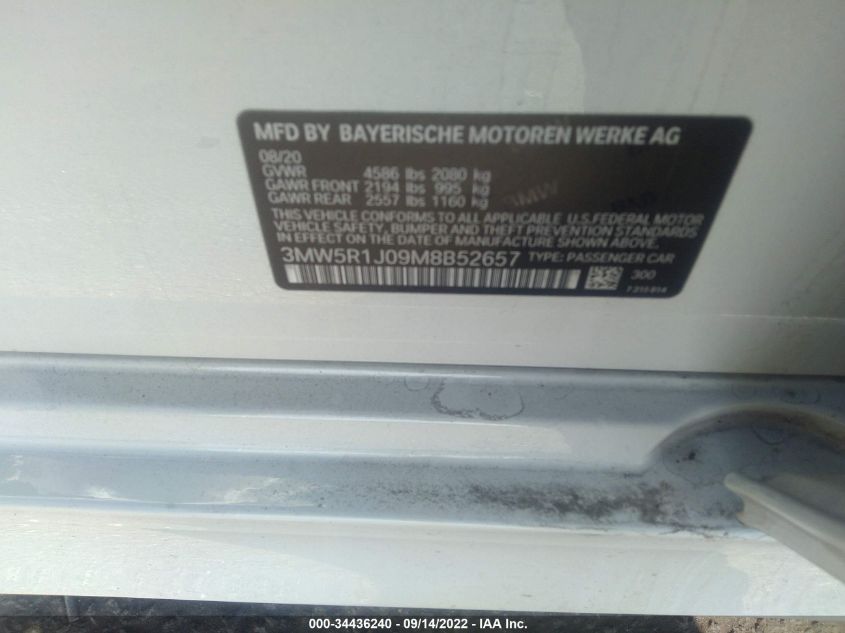 MFD BY BAYERISCHE MOTOREN WERKE AG
08/20
GVWR 4586 lbs 2080 kg
GAWR FRONT 2194 lbs 995 kg
GAWR REAR 2557 lbs 1160 kg
THIS VEHICLE CONFORMS TO ALL APPLICABLE U.S.FEDERAL MOTOR
VEHICLE SAFETY, BUMPER AND THEFT PREVENTION STANDARDS
IN EFFECT ON THE DATE OF MANUFACTURE SHOWN ABOVE.
3MW5R1J09M8B52657 TYPE: PASSENGER CAR
300
000-34436240 - 09/14/2022 - IAA Inc.